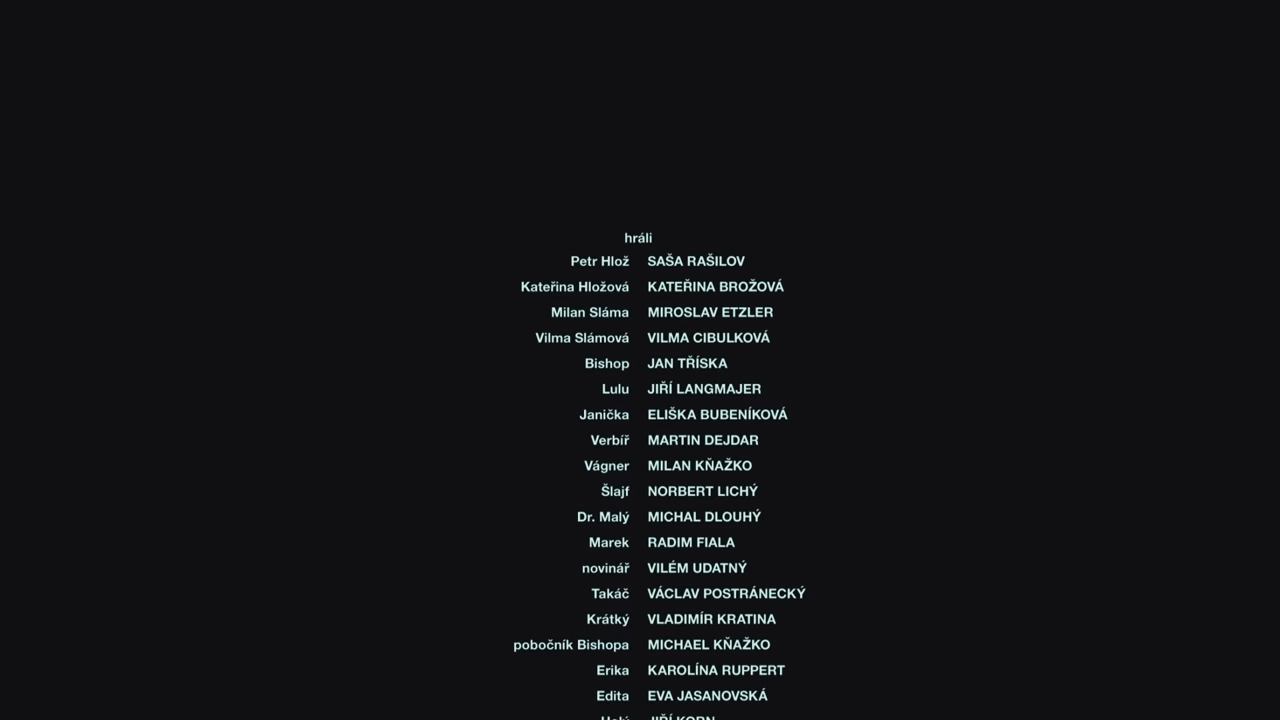 hráli
Petr Hlož SAŠA RAŠILOV
Kateřina Hložová KATEŘINA BROŽOVÁ
Milan Sláma MIROSLAV ETZLER
Vilma Slámová VILMA CIBULKOVÁ
Bishop JAN TŘÍSKA
Lulu JIŘÍ LANGMAJER
Janička ELIŠKA BUBENÍKOVÁ
Verbíř MARTIN DEJDAR
Vágner MILAN KŇAŽKO
Šlajf NORBERT LICHÝ
Dr. Malý MICHAL DLOUHÝ
Marek RADIM FIALA
novinář VILÉM UDATNÝ
Takáč VÁCLAV POSTRÁNECKÝ
Krátký VLADIMÍR KRATINA
pobočník Bishopa MICHAEL KŇAŽKO
Erika KAROLÍNA RUPPERT
Edita EVA JASANOVSKÁ
JIŘÍ KORN